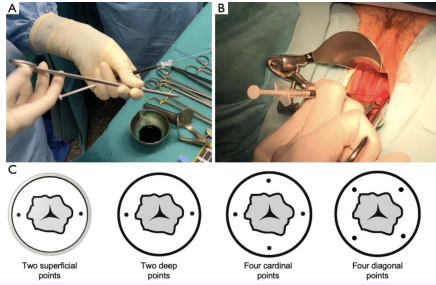 A
B
C
Two superficial
points
Two deep
points
Four cardinal
points
Four diagonal
points